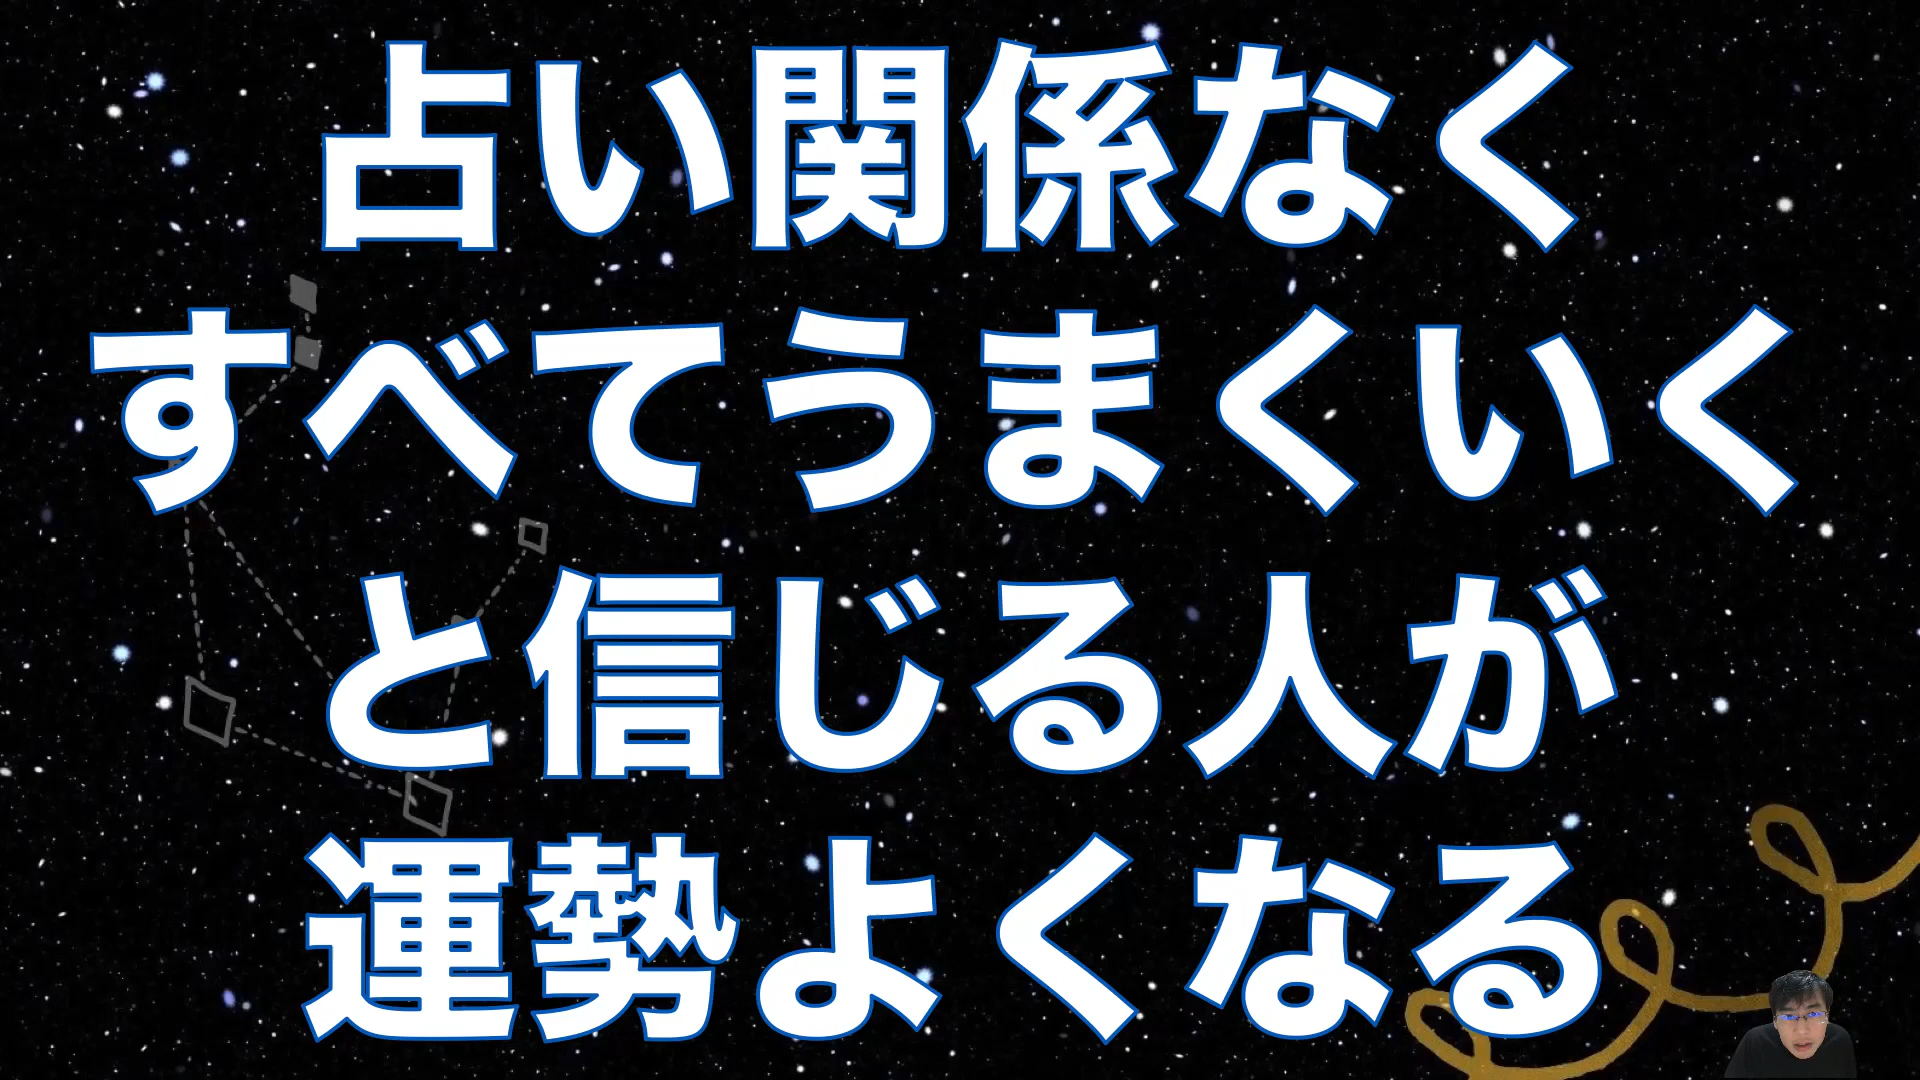 占い関係なく
すべてうまくいく
と信じる人が
運勢よくなる